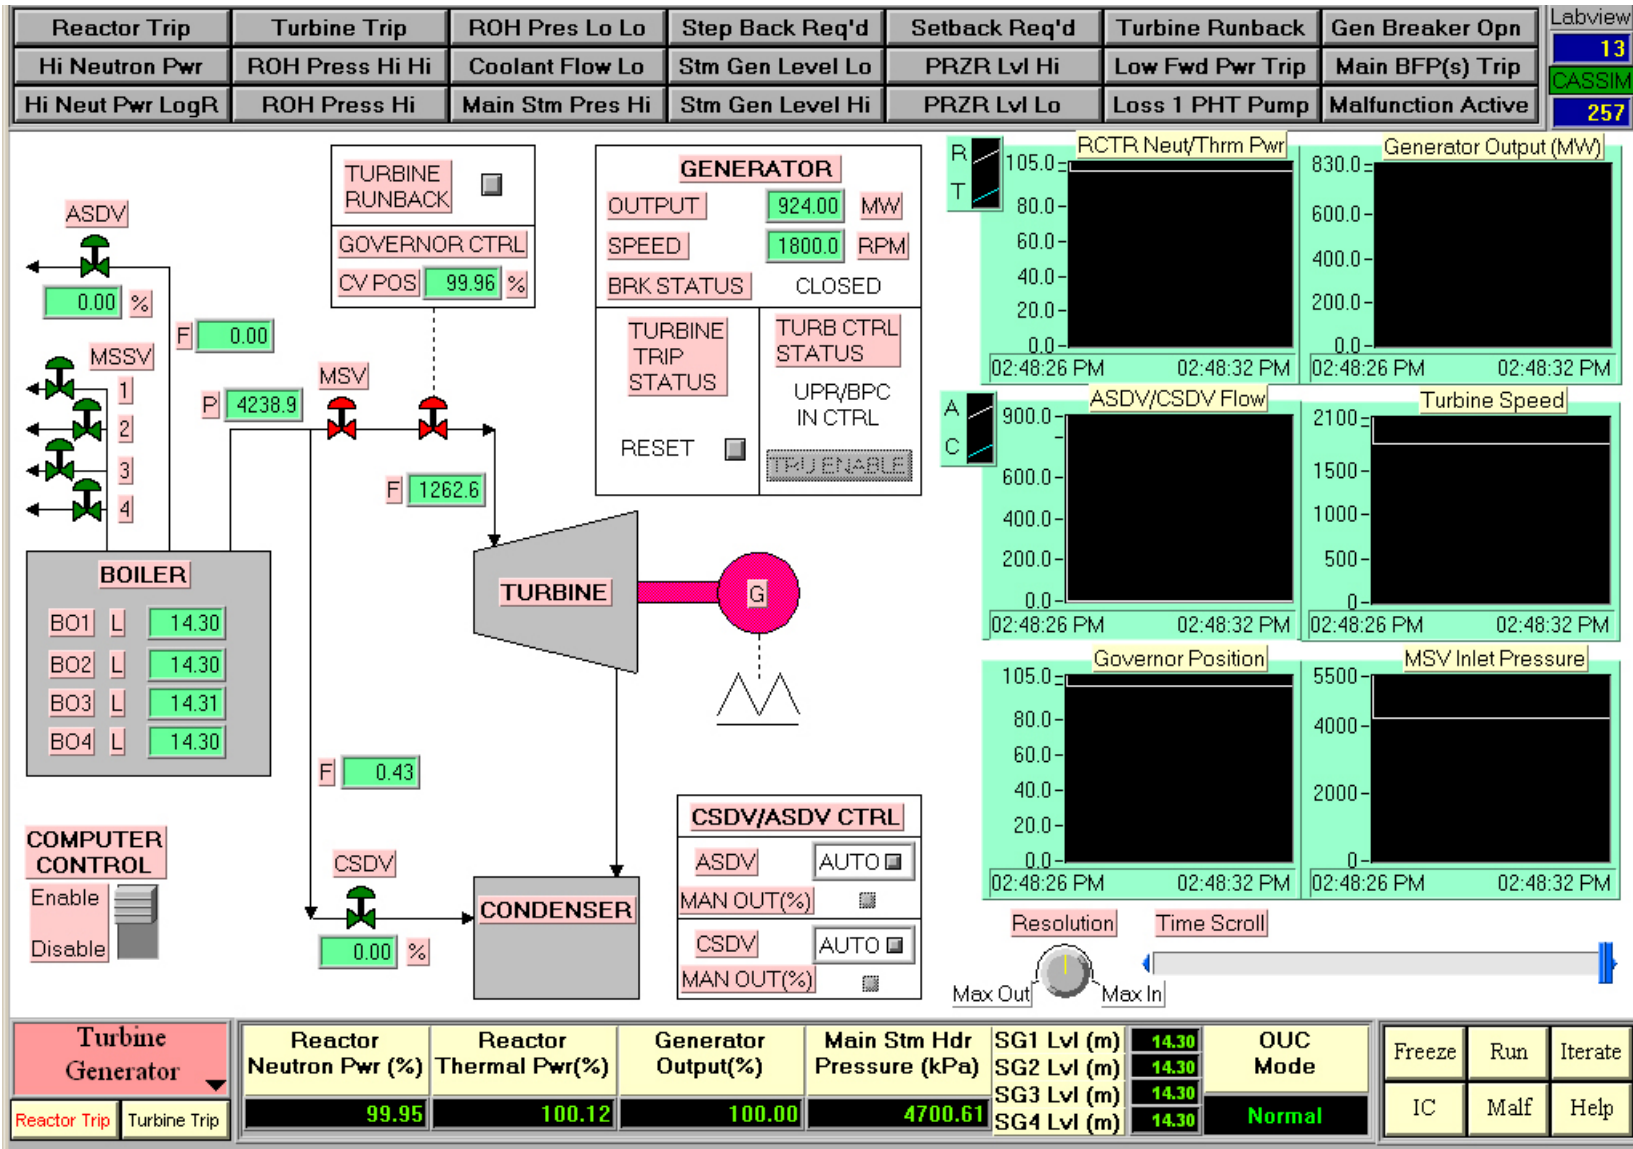 Reactor Trip
Turbine Trip
ROH Pres Lo Lo
Step Back Req'd
Setback Req'd
Turbine Runback
Gen Breaker Opn
Labview
13
Hi Neutron Pwr
ROH Press Hi Hi
Coolant Flow Lo
Stm Gen Level Lo
PRZR Lvl Hi
Low Fwd Pwr Trip
Main BFP(s) Trip
CASSIM
257
Hi Neut Pwr LogR
ROH Press Hi
Main Stm Pres Hi
Stm Gen Level Hi
PRZR Lvl Lo
Loss 1 PHT Pump
Malfunction Active
ASDV
0.00 %
F 0.00
MSSV
1
2
3
4
P 4238.9
MSV
TURBINE
RUNBACK
GOVERNOR CTRL
CV POS 99.96 %
F 1262.6
GENERATOR
OUTPUT 924.00 MW
SPEED 1800.0 RPM
BRK STATUS CLOSED
TURBINE
TRIP
STATUS
RESET
TURB CTRL
STATUS
UPR/BPC
IN CTRL
TRU ENABLE
BOILER
BO1 L 14.30
BO2 L 14.30
BO3 L 14.31
BO4 L 14.30
TURBINE
G
F 0.43
COMPUTER
CONTROL
Enable
Disable
CSDV
0.00 %
CONDENSER
CSDV/ASDV CTRL
ASDV AUTO
MAN OUT(%)
CSDV AUTO
MAN OUT(%)
R
T
RCTR Neut/Thrm Pwr
105.0
80.0
60.0
40.0
20.0
0.0
02:48:26 PM 02:48:32 PM
Generator Output (MW)
830.0
600.0
400.0
200.0
0.0
02:48:26 PM 02:48:32 PM
A
C
ASDV/CSDV Flow
900.0
600.0
400.0
200.0
0.0
02:48:26 PM 02:48:32 PM
Turbine Speed
2100
1500
1000
500
0
02:48:26 PM 02:48:32 PM
Governor Position
105.0
80.0
60.0
40.0
20.0
0.0
02:48:26 PM 02:48:32 PM
MSV Inlet Pressure
5500
4000
2000
0
02:48:26 PM 02:48:32 PM
Resolution
Max Out
Max In
Time Scroll
Turbine
Generator
Reactor Trip
Turbine Trip
Reactor
Neutron Pwr (%)
99.95
Reactor
Thermal Pwr(%)
100.12
Generator
Output(%)
100.00
Main Stm Hdr
Pressure (kPa)
4700.61
SG1 Lvl (m) 14.30
SG2 Lvl (m) 14.30
SG3 Lvl (m) 14.30
SG4 Lvl (m) 14.30
OUC
Mode
Normal
Freeze
Run
Iterate
IC
Malf
Help